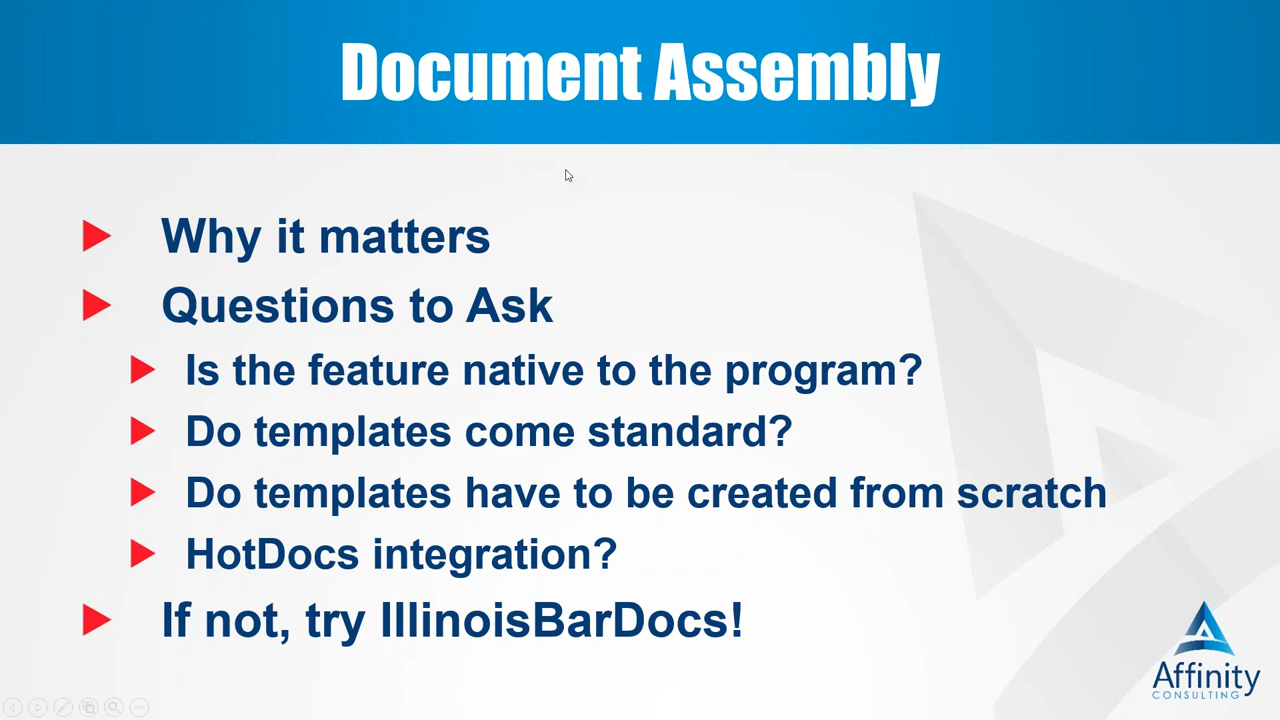 Document Assembly
Why it matters
Questions to Ask
Is the feature native to the program?
Do templates come standard?
Do templates have to be created from scratch
HotDocs integration?
If not, try IllinoisBarDocs!
Affinity
CONSULTING